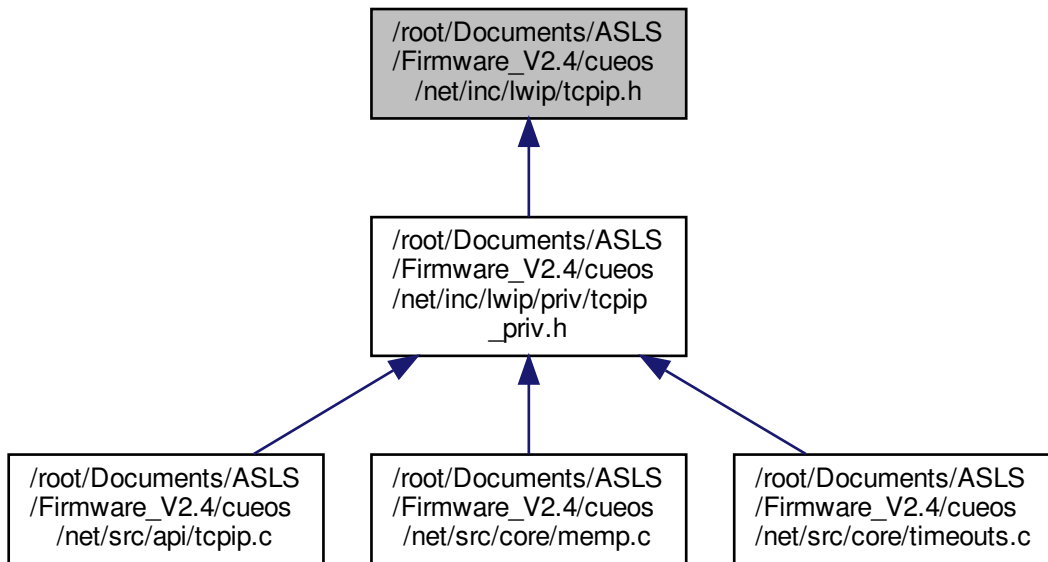 /root/Documents/ASLS
/Firmware_V2.4/cueos
/net/inc/lwip/tcpip.h
/root/Documents/ASLS
/Firmware_V2.4/cueos
/net/inc/lwip/priv/tcpip
_priv.h
/root/Documents/ASLS
/Firmware_V2.4/cueos
/net/src/api/tcpip.c
/root/Documents/ASLS
/Firmware_V2.4/cueos
/net/src/core/memp.c
/root/Documents/ASLS
/Firmware_V2.4/cueos
/net/src/core/timeouts.c